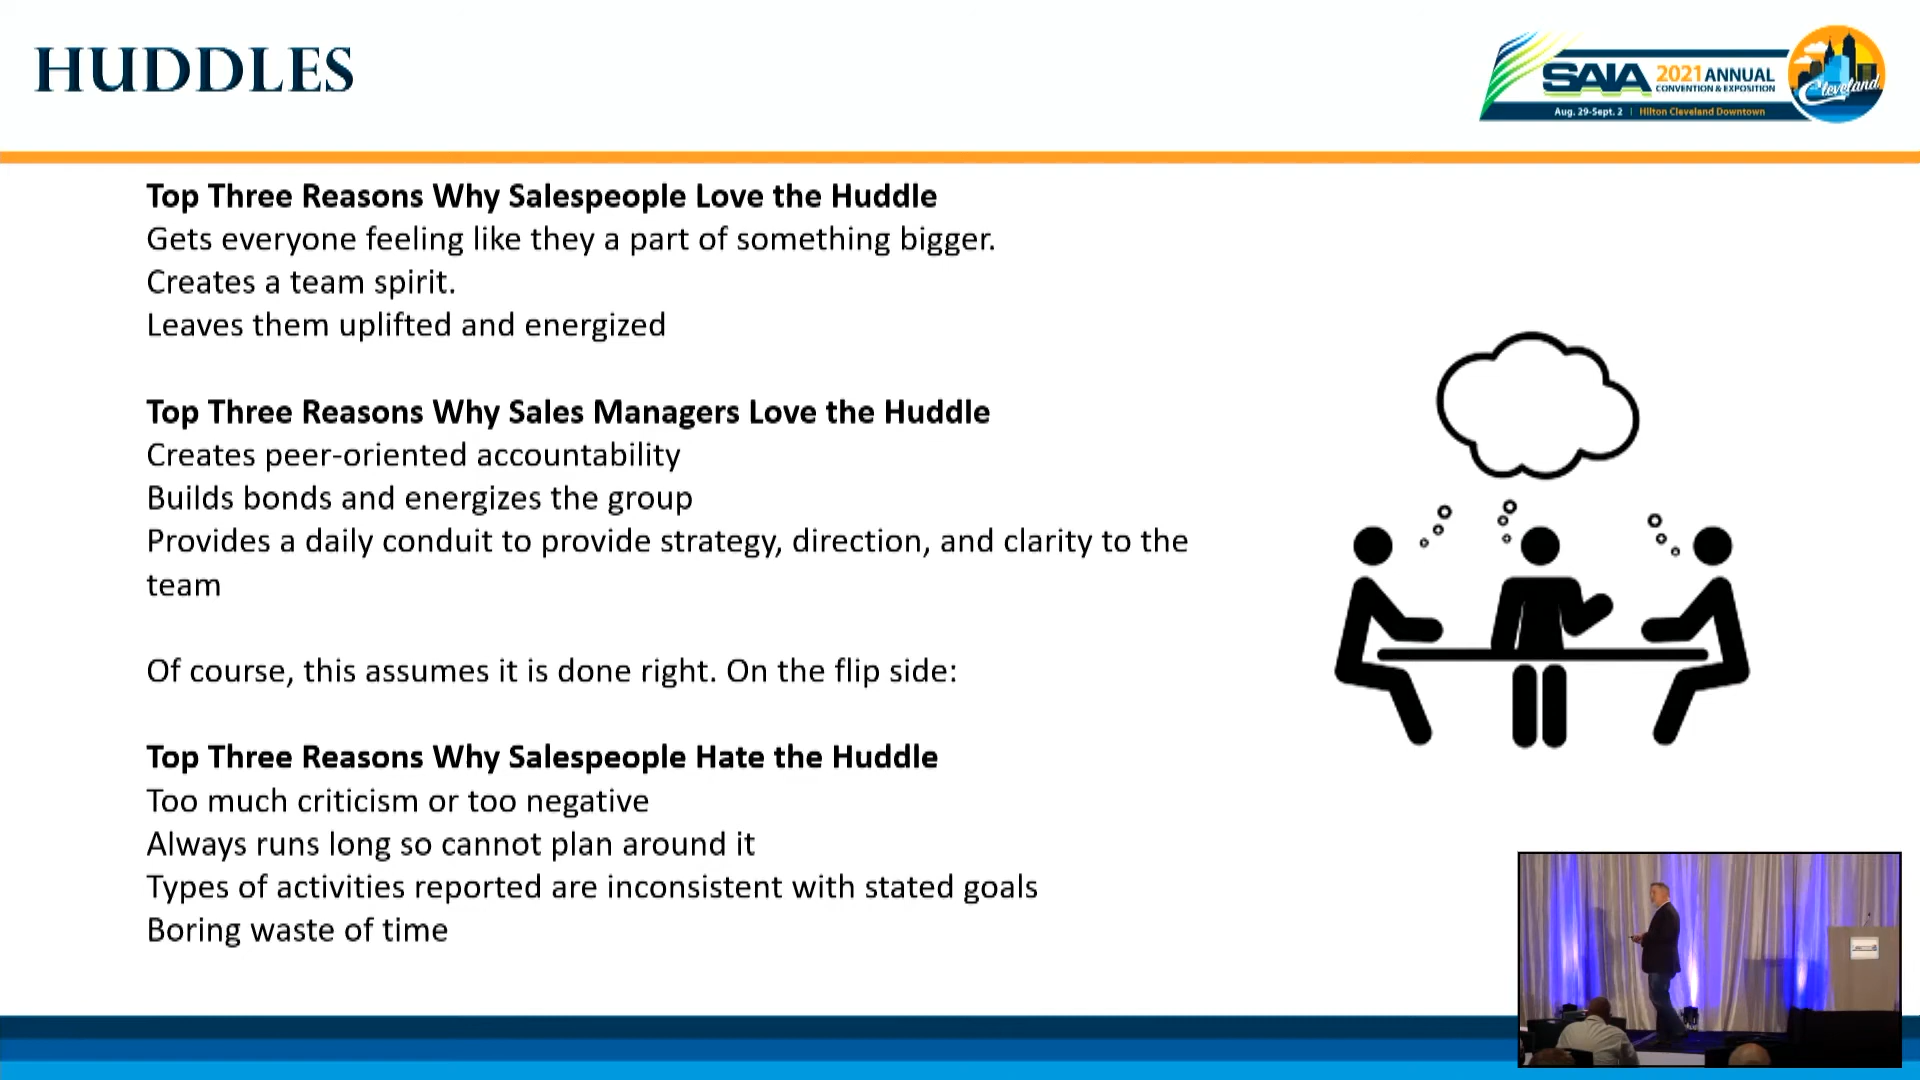 HUDDLES
SAIA 2021 ANNUAL
CONVENTION & EXPOSITION
Aug. 29-Sept. 2 | Hilton Cleveland Downtown
Cleveland
Top Three Reasons Why Salespeople Love the Huddle
Gets everyone feeling like they a part of something bigger.
Creates a team spirit.
Leaves them uplifted and energized
Top Three Reasons Why Sales Managers Love the Huddle
Creates peer-oriented accountability
Builds bonds and energizes the group
Provides a daily conduit to provide strategy, direction, and clarity to the
team
Of course, this assumes it is done right. On the flip side:
Top Three Reasons Why Salespeople Hate the Huddle
Too much criticism or too negative
Always runs long so cannot plan around it
Types of activities reported are inconsistent with stated goals
Boring waste of time